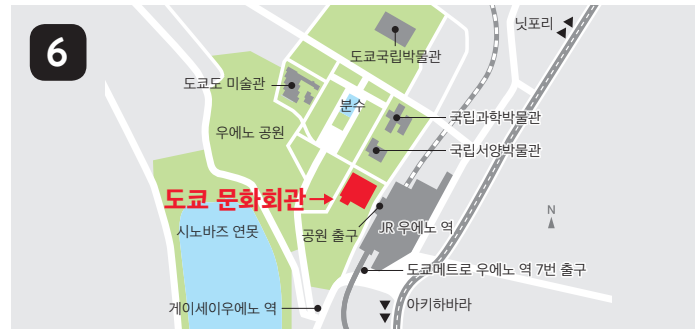 6
닛포리
도쿄국립박물관
도쿄도 미술관
분수
국립과학박물관
우에노 공원
국립서양박물관
도쿄 문화회관
시노바즈 연못
공원 출구
JR 우에노 역
N
도쿄메트로 우에노 역 7번 출구
게이세이우에노 역
아키하바라